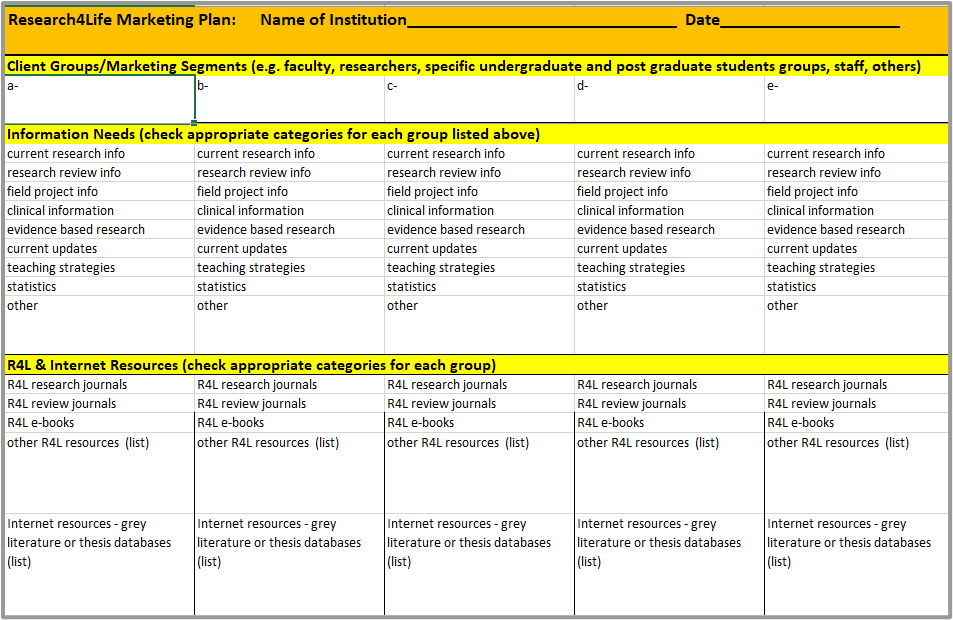 Research4Life Marketing Plan: Name of Institution______________________________ Date____________________
Client Groups/Marketing Segments (e.g. faculty, researchers, specific undergraduate and post graduate students groups, staff, others)
a- b- c- d- e-
Information Needs (check appropriate categories for each group listed above)
current research info current research info current research info current research info current research info
research review info research review info research review info research review info research review info
field project info field project info field project info field project info field project info
clinical information clinical information clinical information clinical information clinical information
evidence based research evidence based research evidence based research evidence based research evidence based research
current updates current updates current updates current updates current updates
teaching strategies teaching strategies teaching strategies teaching strategies teaching strategies
statistics statistics statistics statistics statistics
other other other other other
R4L & Internet Resources (check appropriate categories for each group)
R4L research journals R4L research journals R4L research journals R4L research journals R4L research journals
R4L review journals R4L review journals R4L review journals R4L review journals R4L review journals
R4L e-books R4L e-books R4L e-books R4L e-books R4L e-books
other R4L resources (list) other R4L resources (list) other R4L resources (list) other R4L resources (list) other R4L resources (list)
Internet resources - grey Internet resources - grey Internet resources - grey Internet resources - grey Internet resources - grey
literature or thesis databases literature or thesis databases literature or thesis databases literature or thesis databases literature or thesis databases
(list) (list) (list) (list) (list)